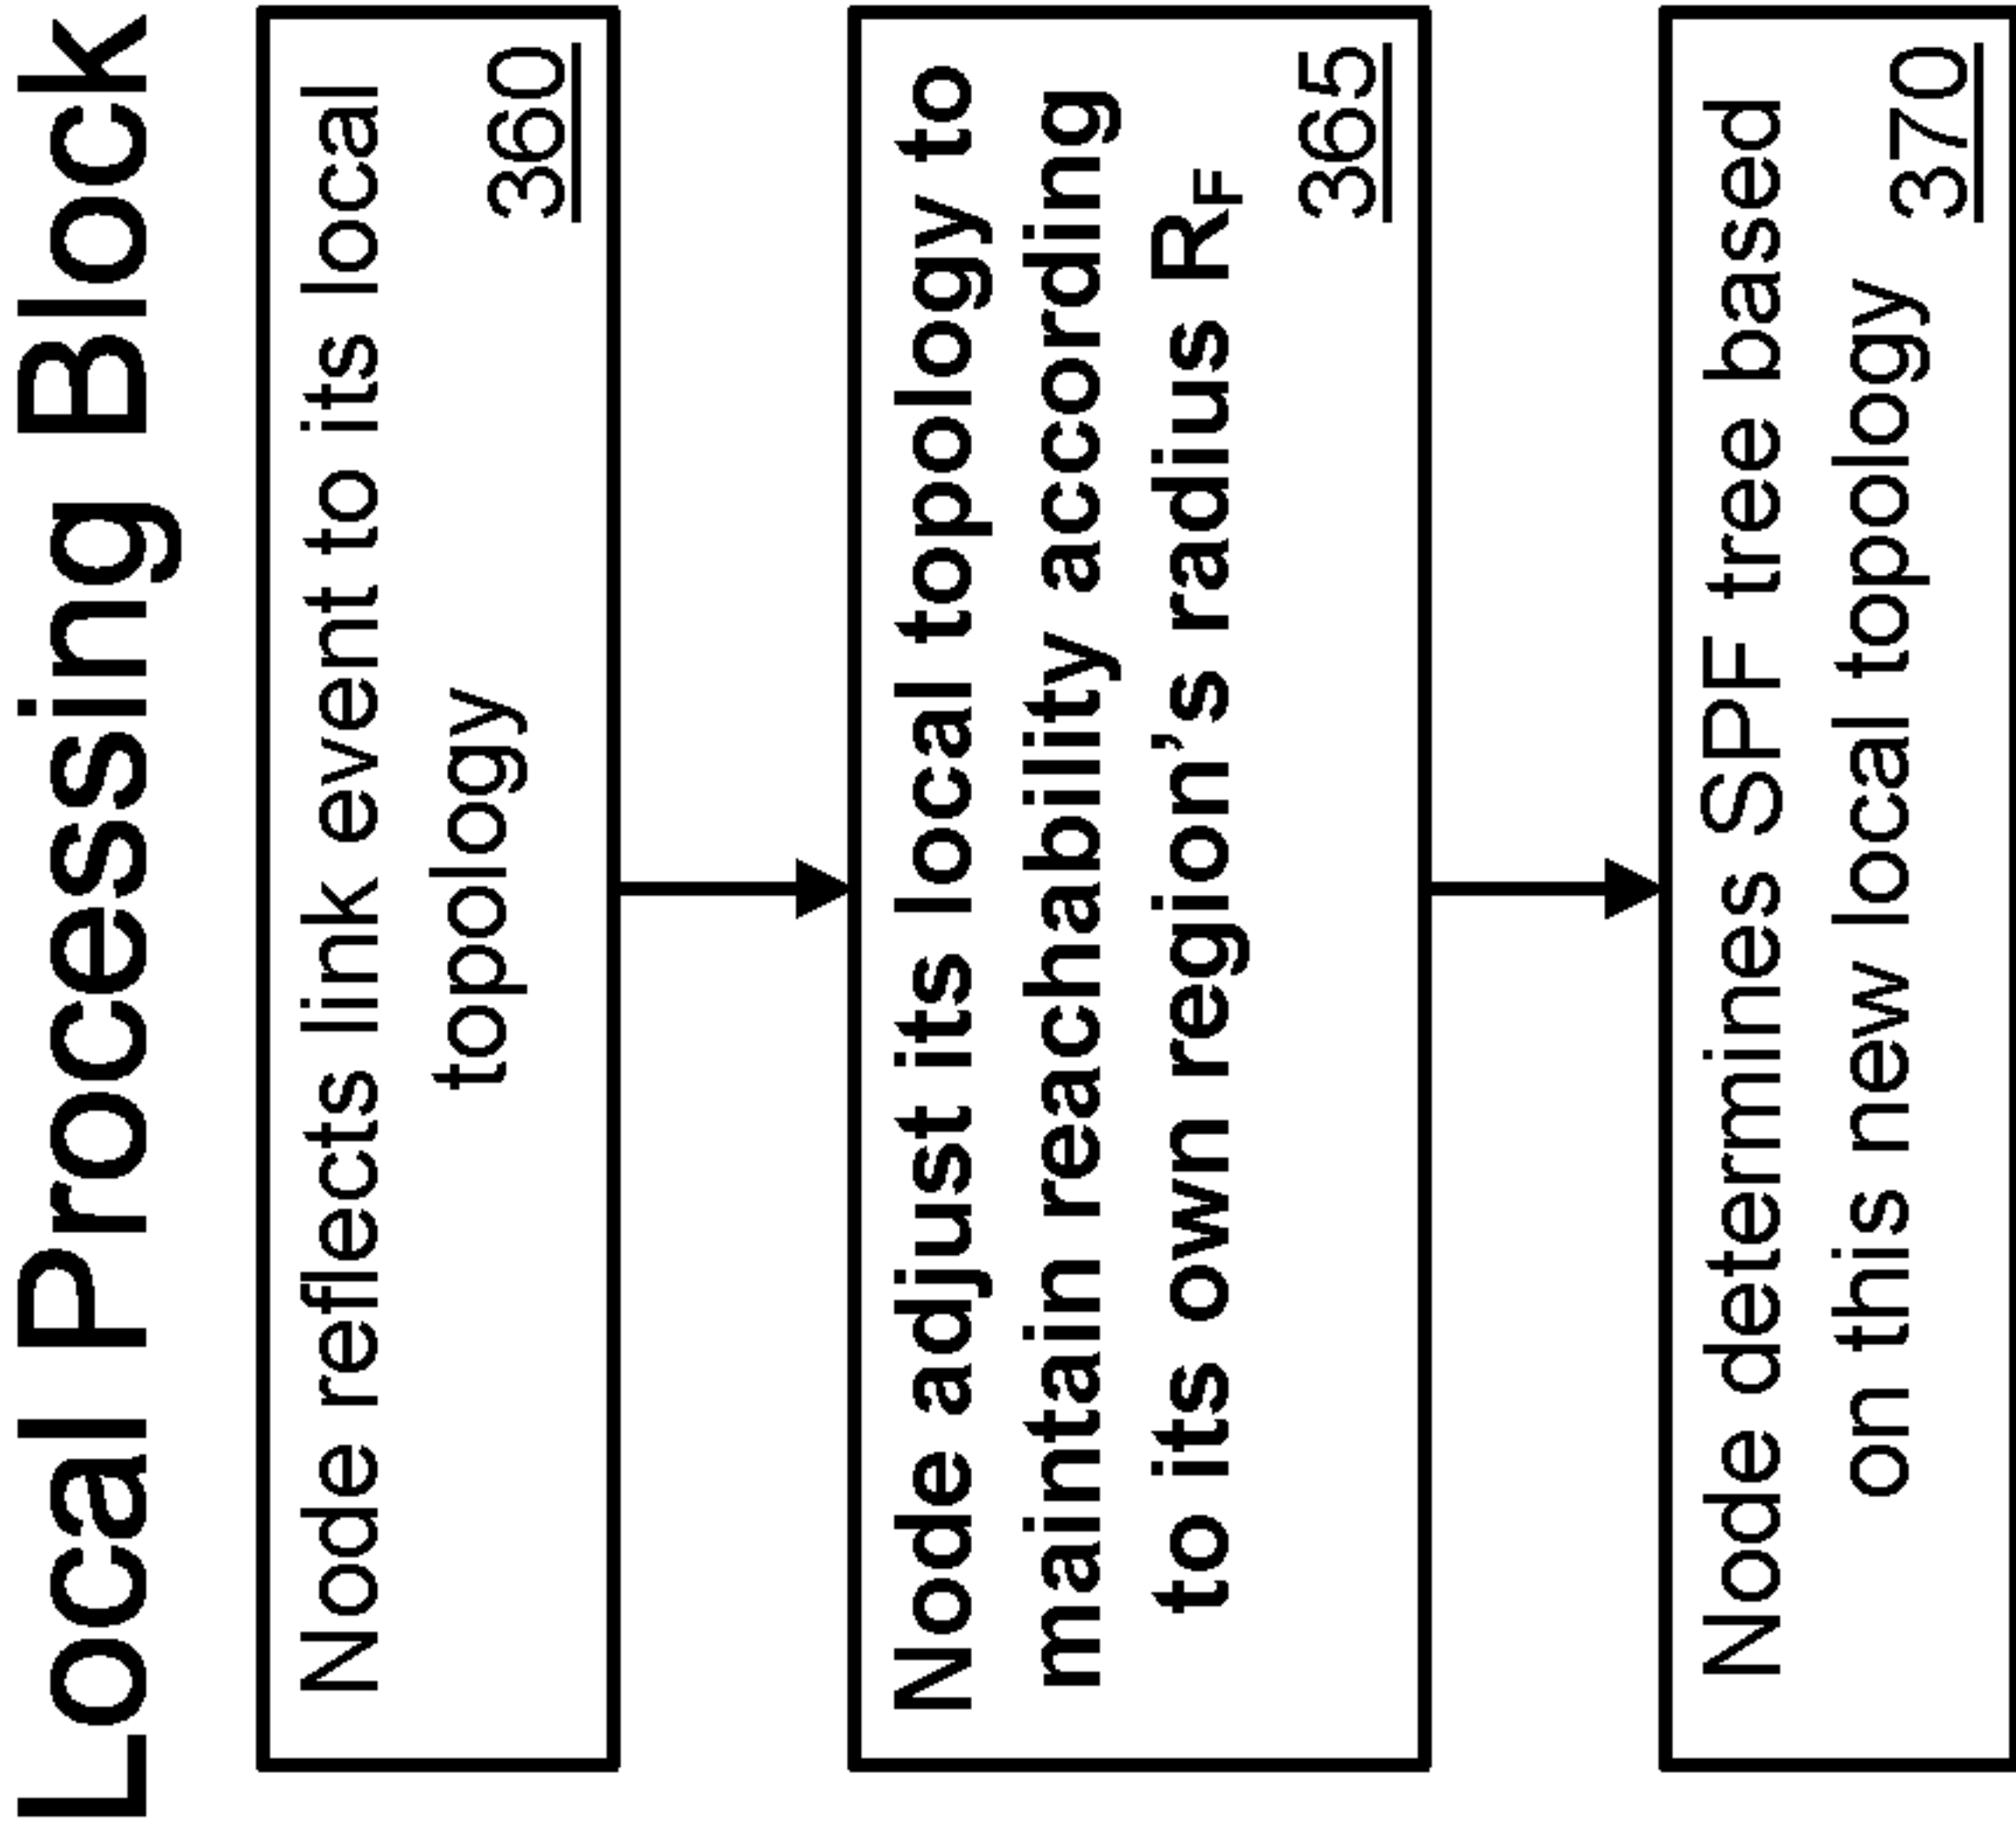 Local Processing Block
Node reflects link event to its local
topology
360
Node adjust its local topology to
maintain reachability according
to its own region’s radius R_F
365
Node determines SPF tree based
on this new local topology 370